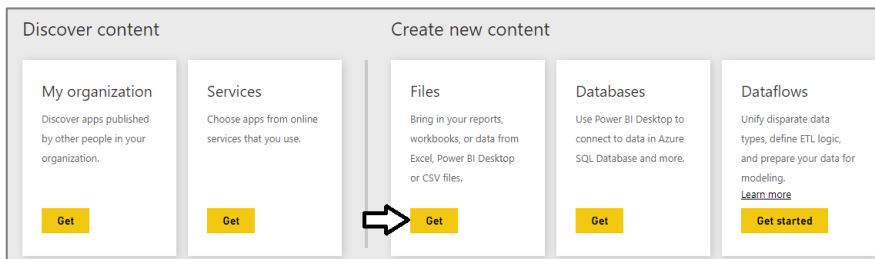 Discover content
Create new content
My organization
Discover apps published
by other people in your
organization.
Get
Services
Choose apps from online
services that you use.
Get
Files
Bring in your reports,
workbooks, or data from
Excel, Power BI Desktop
or CSV files.
Get
Databases
Use Power BI Desktop to
connect to data in Azure
SQL Database and more.
Get
Dataflows
Unify disparate data
types, define ETL logic,
and prepare your data for
modeling.
Learn more
Get started